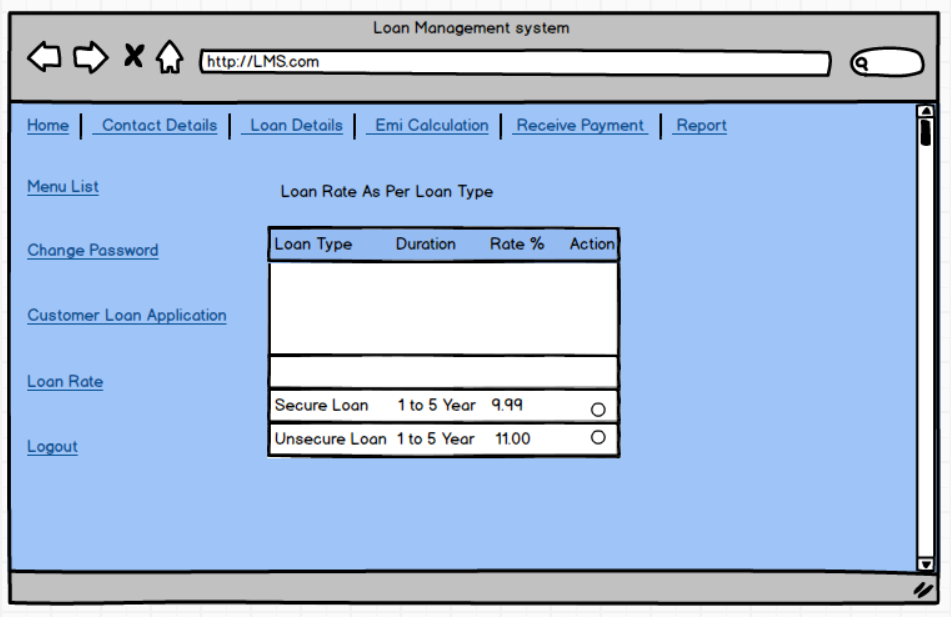 Loan Management system
http://LMS.com
Home Contact Details Loan Details Emi Calculation Receive Payment Report
Menu List
Loan Rate As Per Loan Type
Loan Type Duration Rate % Action
Change Password
Customer Loan Application
Loan Rate
Secure Loan 1 to 5 Year 9.99
Unsecure Loan 1 to 5 Year 11.00
Logout